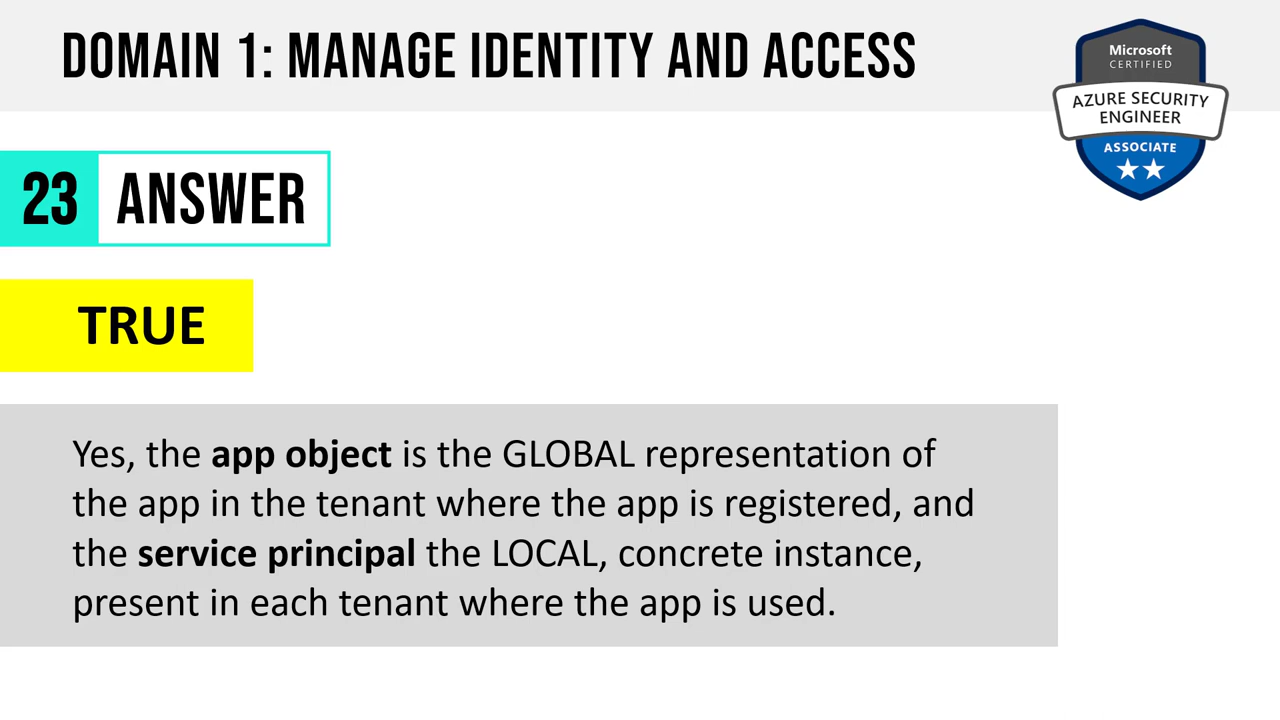 DOMAIN 1: MANAGE IDENTITY AND ACCESS
Microsoft
CERTIFIED
AZURE SECURITY
ENGINEER
ASSOCIATE
23 ANSWER
TRUE
Yes, the app object is the GLOBAL representation of
the app in the tenant where the app is registered, and
the service principal the LOCAL, concrete instance,
present in each tenant where the app is used.